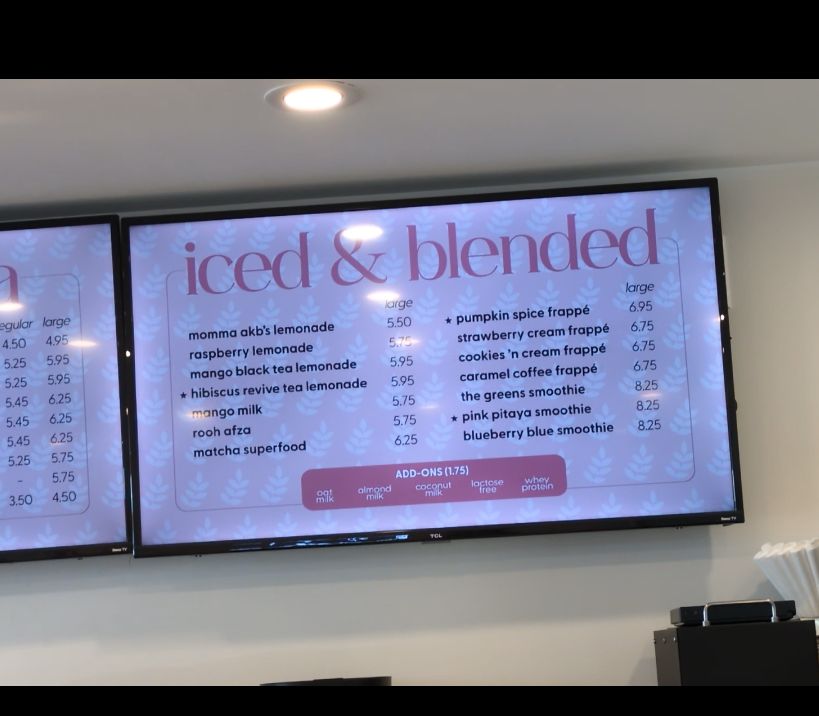 a
egular large
4.50 4.95
5.25 5.95
5.25 5.95
5.45 6.25
5.45 6.25
5.45 6.25
5.25 5.75
- 5.75
3.50 4.50
Roku TV
iced & blended
large
momma akb's lemonade 5.50
raspberry lemonade 5.75
mango black tea lemonade 5.95
★ hibiscus revive tea lemonade 5.95
mango milk 5.75
rooh afza 5.75
matcha superfood 6.25
large
★ pumpkin spice frappé 6.95
strawberry cream frappé 6.75
cookies 'n cream frappé 6.75
caramel coffee frappé 6.75
the greens smoothie 8.25
★ pink pitaya smoothie 8.25
blueberry blue smoothie 8.25
ADD-ONS (1.75)
oat milk
almond milk
coconut milk
lactose free
whey protein
TCL
Roku TV